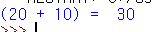 (20 + 10) =  30
>>>